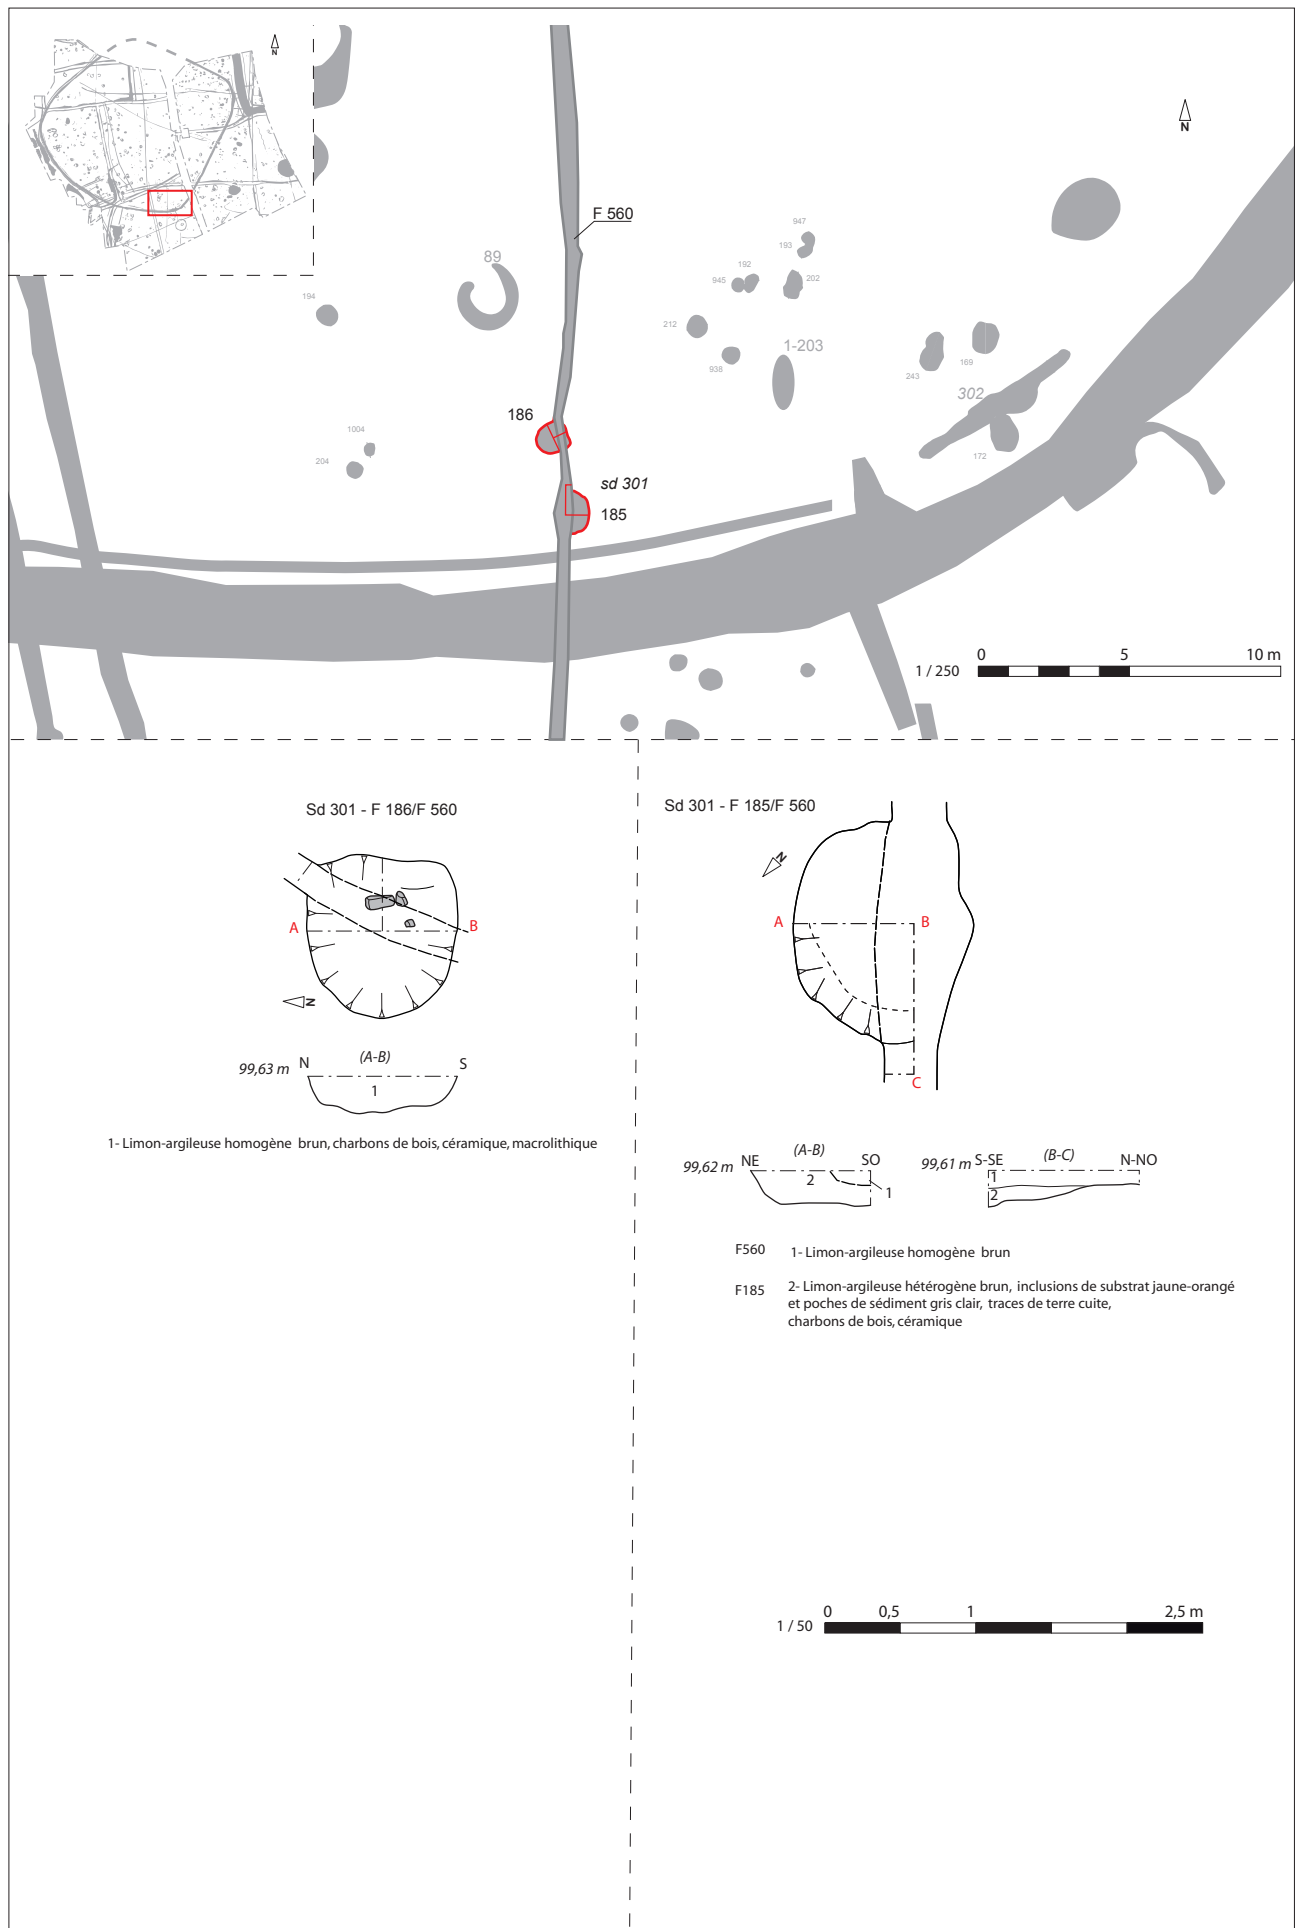 N
N
F 560
89
947
193
192
945
202
194
212
938
1-203
243
169
302
172
186
1004
204
sd 301
185
0 5 10 m
1 / 250
Sd 301 - F 186/F 560
A B
N
(A-B)
99,63 m N S
1
1- Limon-argileuse homogène brun, charbons de bois, céramique, macrolithique
Sd 301 - F 185/F 560
N
A B
C
(A-B)
99,62 m NE SO
2
1
(B-C)
99,61 m S-SE N-NO
1
2
F560 1- Limon-argileuse homogène brun
F185 2- Limon-argileuse hétérogène brun, inclusions de substrat jaune-orangé
et poches de sédiment gris clair, traces de terre cuite,
charbons de bois, céramique
0 0,5 1 2,5 m
1 / 50